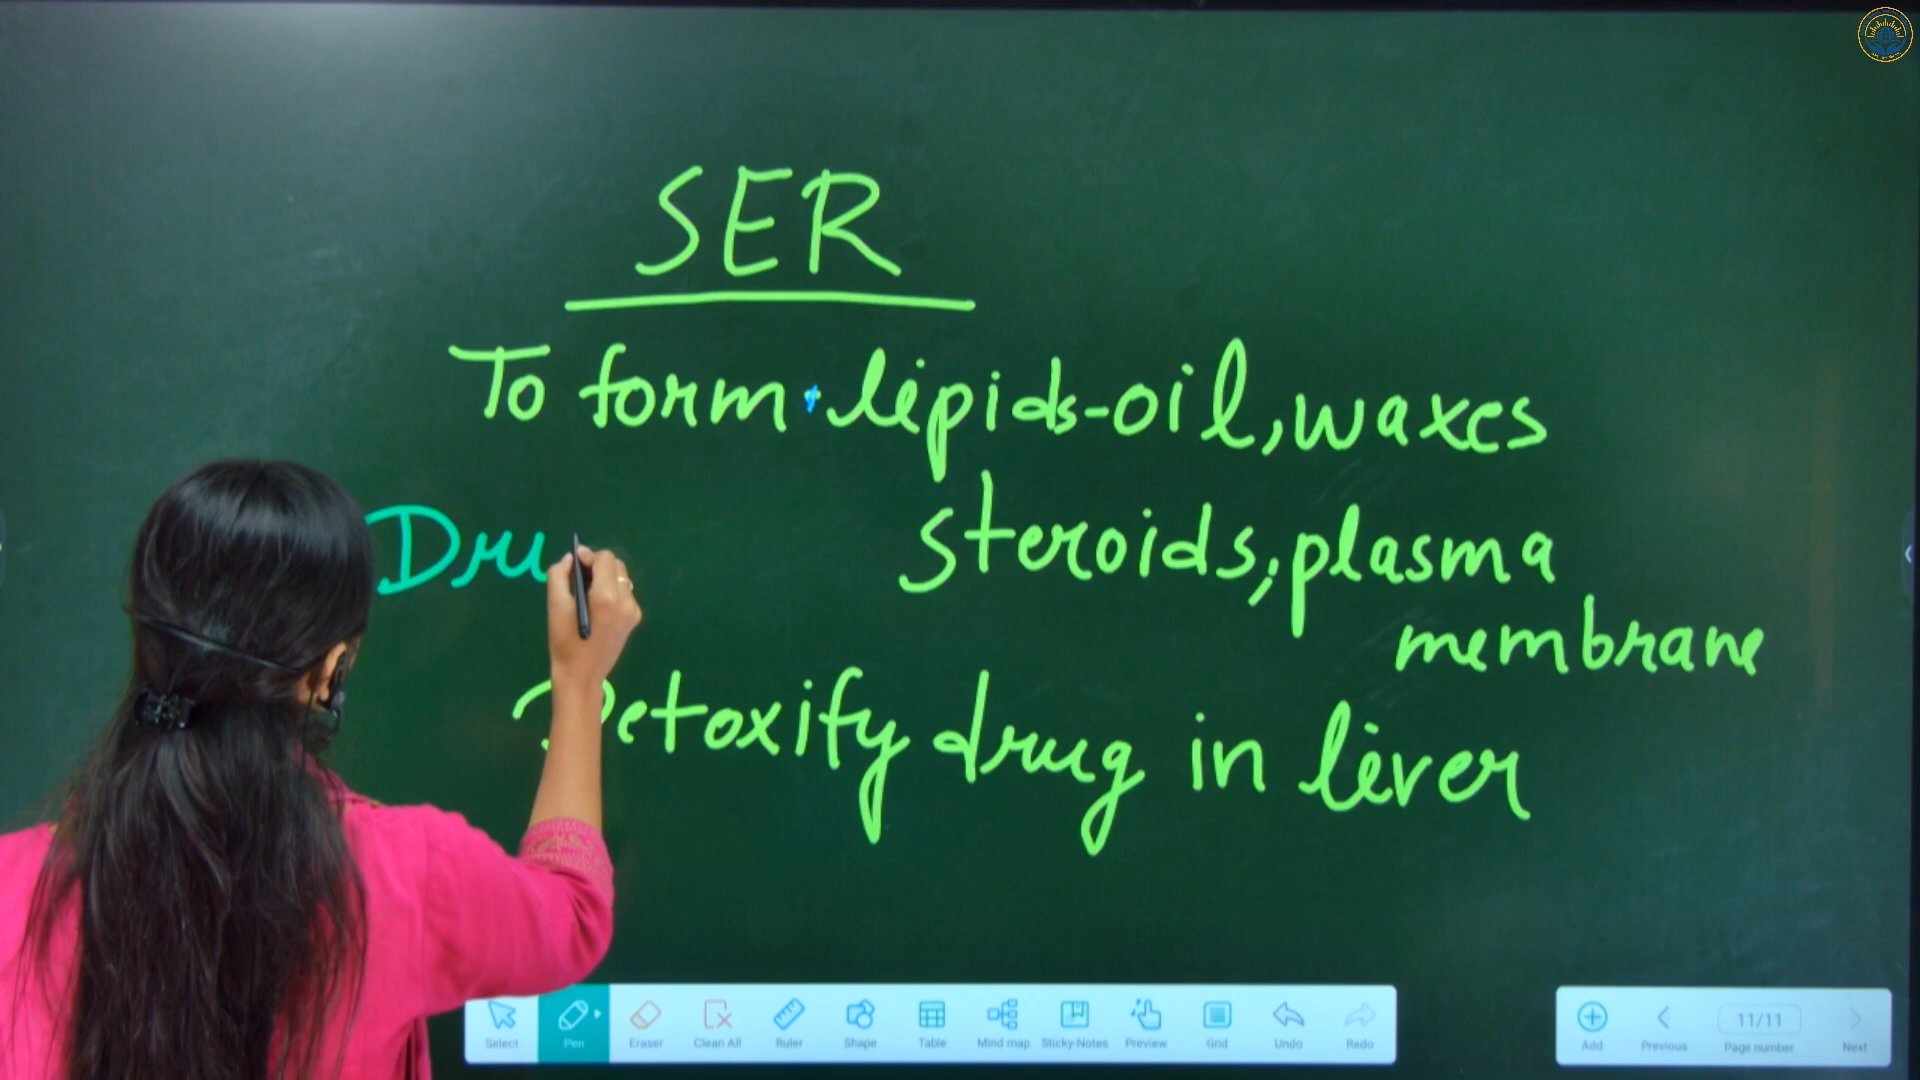 SER
To form lipids-oil, waxes
Dru
steroids, plasma
membrane
Detoxify drug in liver
Select
Pen
Eraser
Clean All
Ruler
Shape
Table
Mind map
Sticky-Notes
Preview
Grid
Undo
Redo
Add
Previous
11/11
Page number
Next